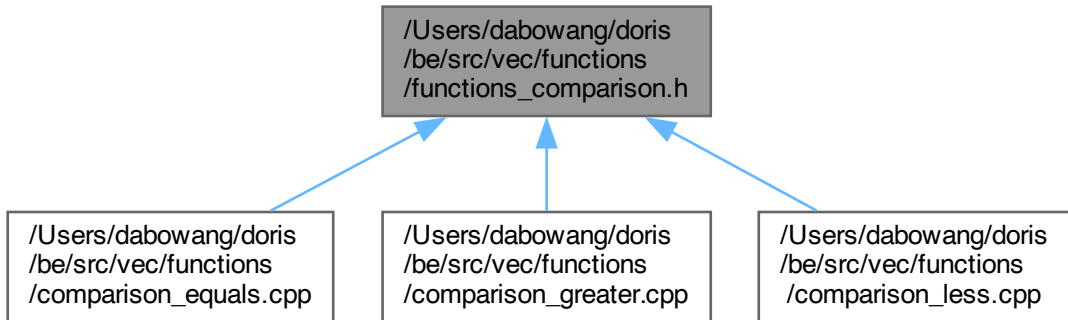 /Users/dabowang/doris
/be/src/vec/functions
/functions_comparison.h
/Users/dabowang/doris
/be/src/vec/functions
/comparison_equals.cpp
/Users/dabowang/doris
/be/src/vec/functions
/comparison_greater.cpp
/Users/dabowang/doris
/be/src/vec/functions
/comparison_less.cpp